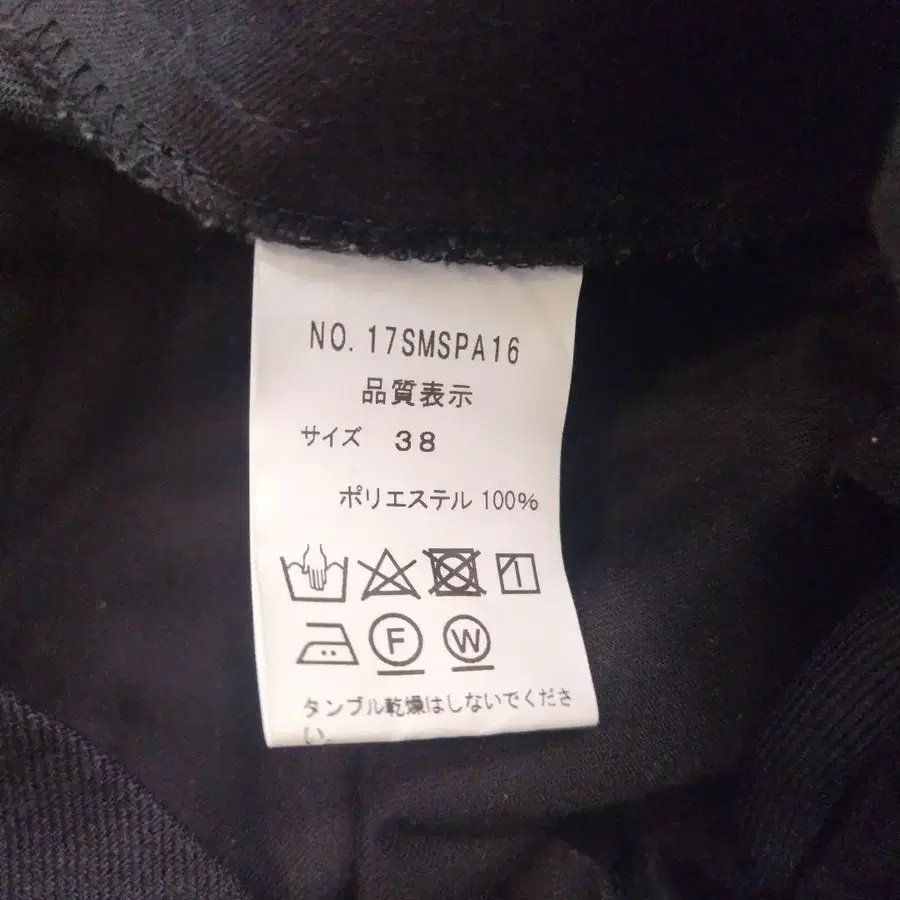 NO. 17SMSPA16
品質表示
サイズ 38
ポリエステル 100%
F W
タンブル乾燥はしないでくださ
い.